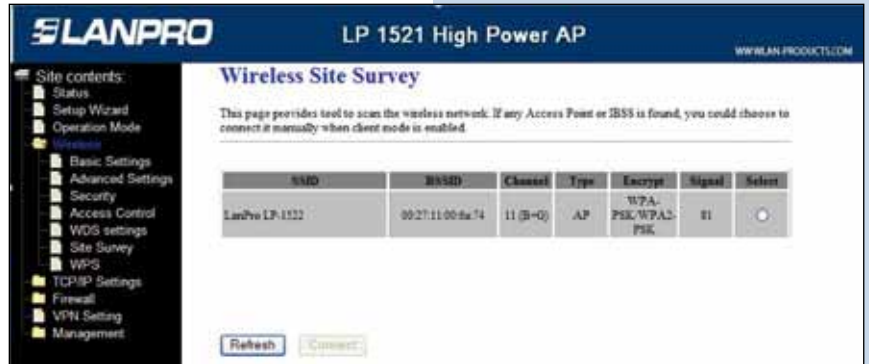 LANPRO
LP 1521 High Power AP
WWW.LAN-PRODUCTS.COM
Site contents:
Status
Setup Wizard
Operation Mode
Wireless
Basic Settings
Advanced Settings
Security
Access Control
WDS settings
Site Survey
WPS
TCP/IP Settings
Firewall
VPN Setting
Management
Wireless Site Survey
This page provides tool to scan the wireless network. If any Access Point or IBSS is found, you could choose to
connect it manually when client mode is enabled.
SSID BSSID Channel Type Encrypt Signal Select
LanPro LP-1522 11 (B+G) AP WPA-PSK/WPA2-PSK 81
Refresh Connect